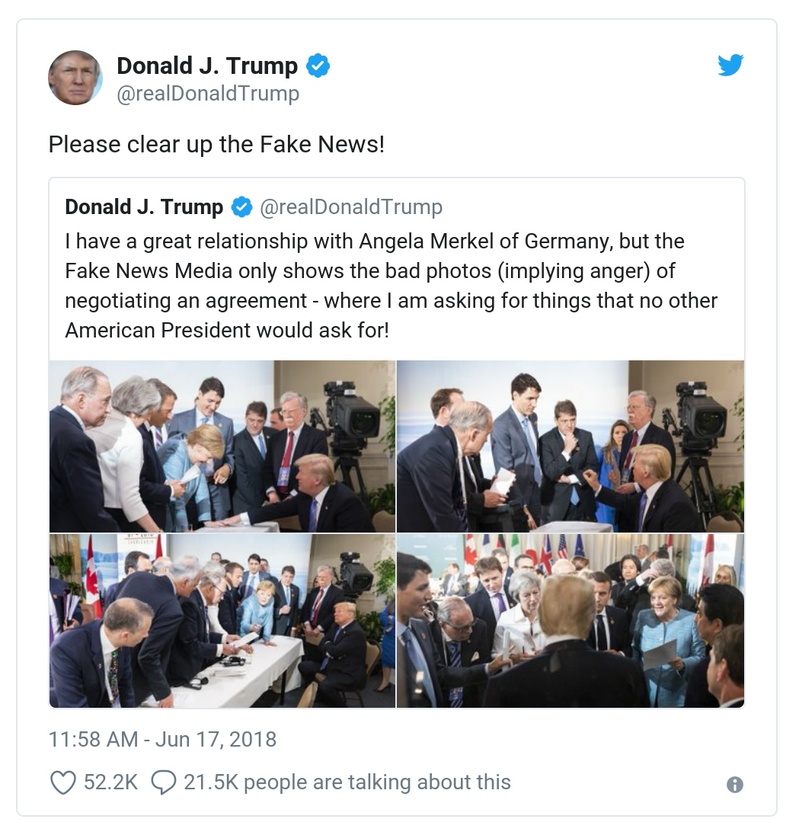 Donald J. Trump
@realDonaldTrump
Please clear up the Fake News!
Donald J. Trump @realDonaldTrump
I have a great relationship with Angela Merkel of Germany, but the
Fake News Media only shows the bad photos (implying anger) of
negotiating an agreement - where I am asking for things that no other
American President would ask for!
11:58 AM - Jun 17, 2018
52.2K 21.5K people are talking about this